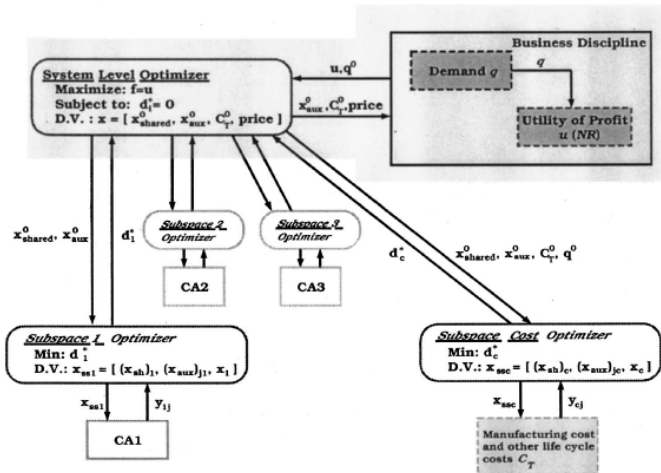 Business Discipline
Demand q
q
Utility of Profit
u (NR)
u,q⁰
x⁰aux,C⁰T,price
System Level Optimizer
Maximize: f=u
Subject to: d*i= 0
D.V. : x = [ x⁰shared, x⁰aux, C⁰T, price ]
x⁰shared, x⁰aux
d*1
Subspace 2
Optimizer
CA2
Subspace 3
Optimizer
CA3
d*c
x⁰shared, x⁰aux, C⁰T, q⁰
Subspace 1 Optimizer
Min: d*1
D.V.: xss1 = [ (xsh)1, (xaux)j1, x1 ]
xss1
y1j
CA1
Subspace Cost Optimizer
Min: d*c
D.V.: xssc = [ (xsh)c, (xaux)jc, xc ]
xssc
ycj
Manufacturing cost
and other life cycle
costs CT